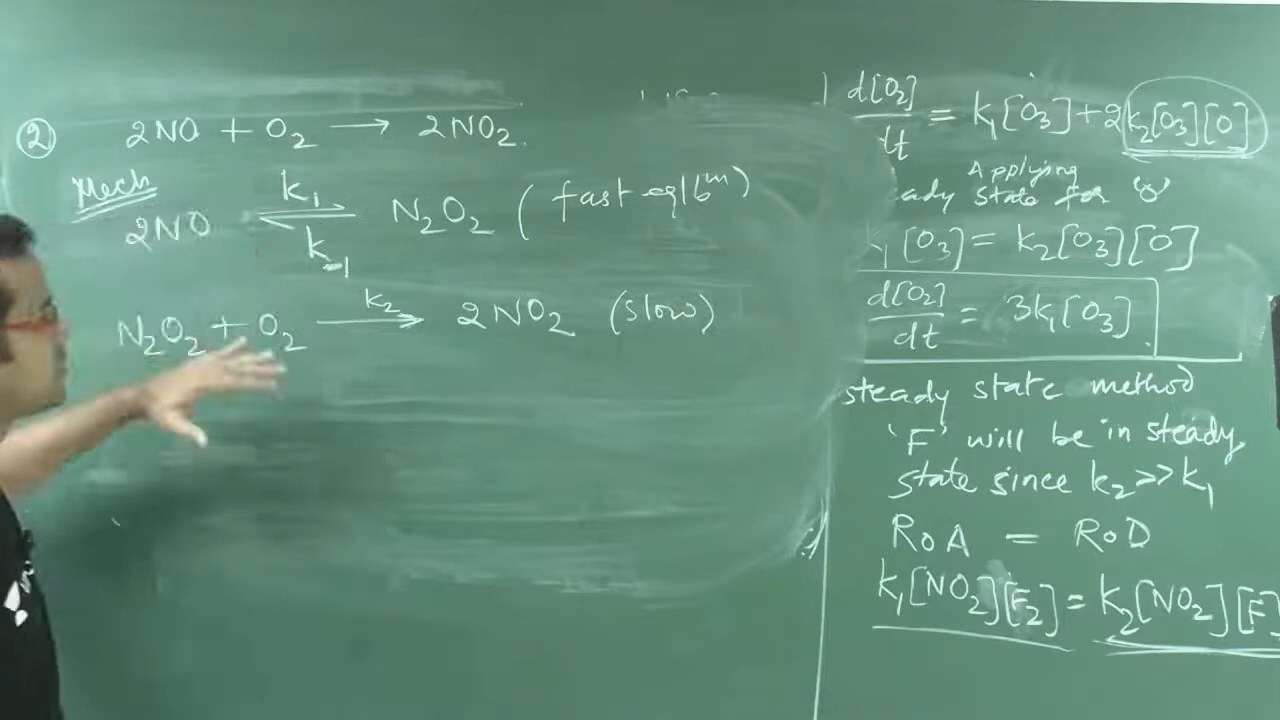 ② 2NO + O₂ ⟶ 2NO₂.
Mech
2NO ⇌ N₂O₂ (fast eqlbᵐ)
k₁
k₋₁
N₂O₂ + O₂ ⟶ 2NO₂ (slow)
k₂
d[O₂]/dt = k₁[O₃] + 2k₂[O₃][O]
Applying
state for 'O'
[O₃] = k₂[O₃][O]
d[O₂]/dt = 3k₁[O₃].
steady state method
'F' will be in steady
state since k₂ >> k₁
RoA = RoD
k₁[NO₂][F₂] = k₂[NO₂][F]